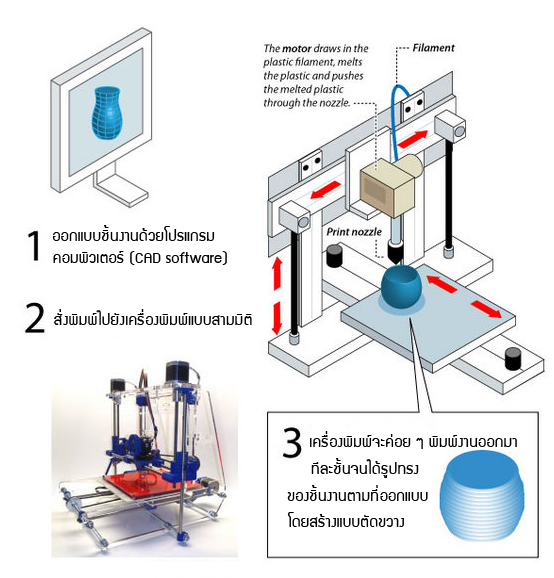 The motor draws in the
plastic filament, melts
the plastic and pushes
the melted plastic
through the nozzle.
Filament
Print nozzle
1 ออกแบบชิ้นงานด้วยโปรแกรม
คอมพิวเตอร์ (CAD software)
2 สั่งพิมพ์ไปยังเครื่องพิมพ์แบบสามมิติ
3 เครื่องพิมพ์จะค่อย ๆ พิมพ์งานออกมา
ทีละชั้นจนได้รูปทรง
ของชิ้นงานตามที่ออกแบบ
โดยสร้างแบบตัดขวาง